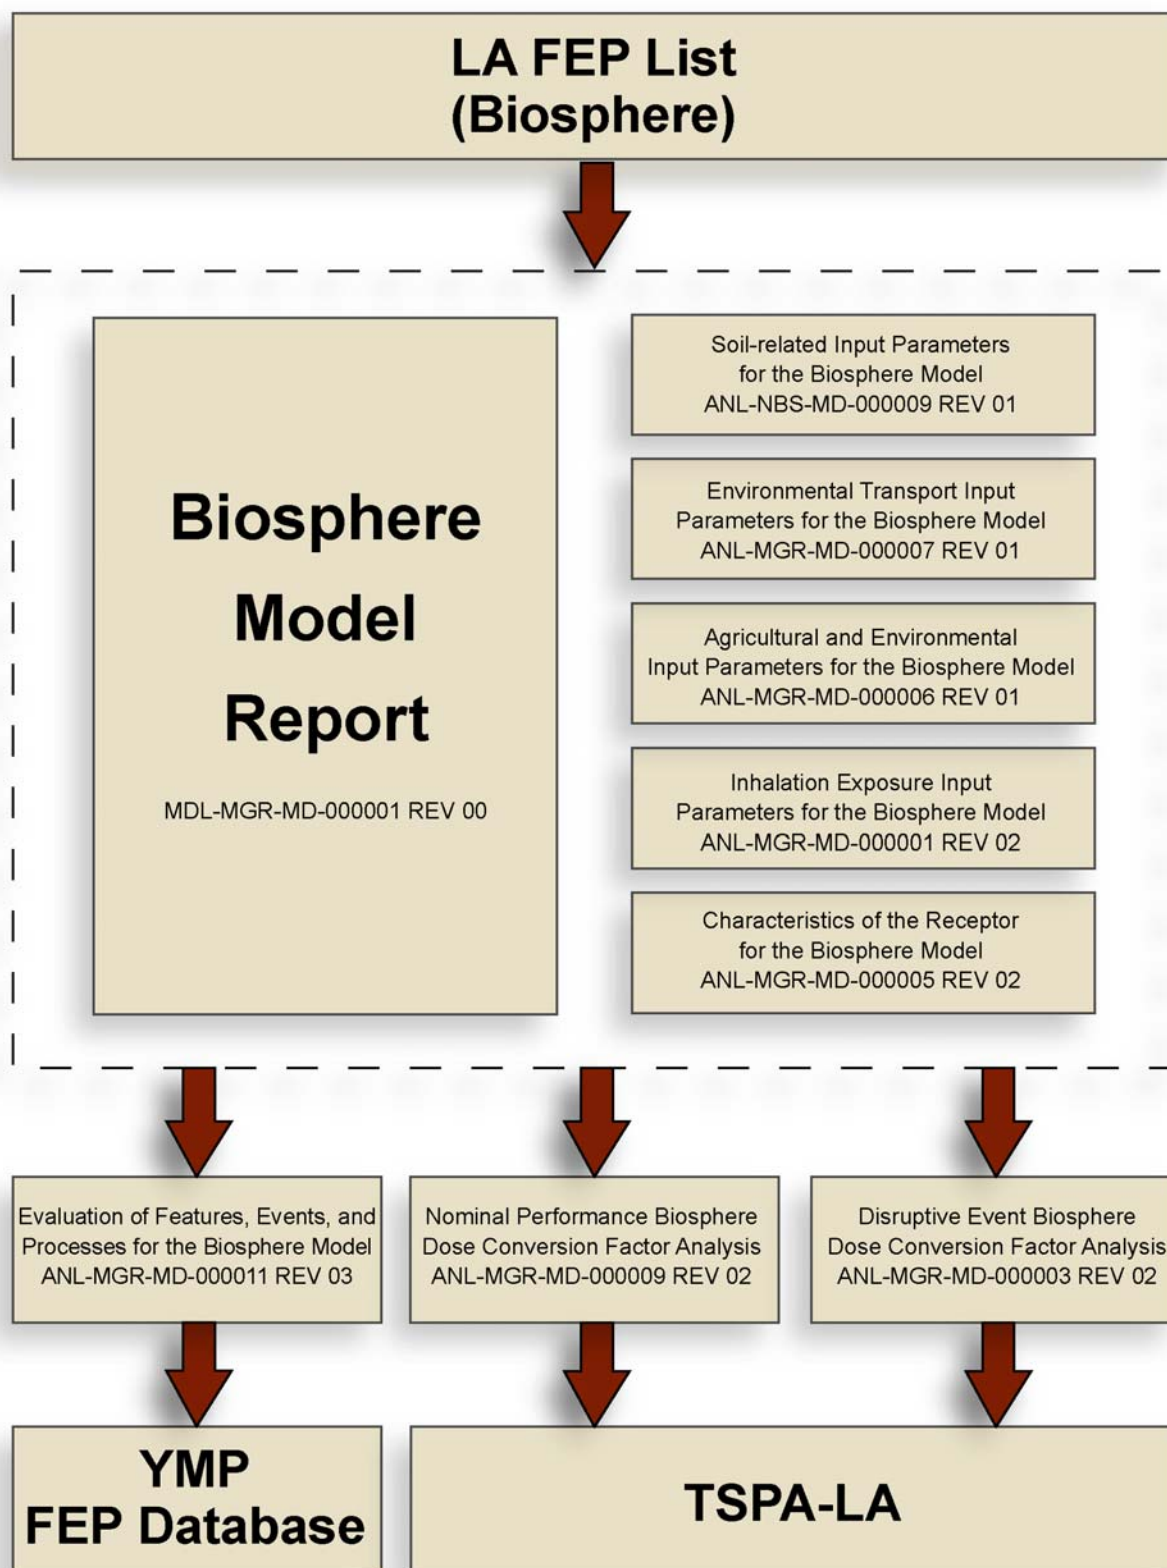 LA FEP List
(Biosphere)
Biosphere
Model
Report
MDL-MGR-MD-000001 REV 00
Soil-related Input Parameters
for the Biosphere Model
ANL-NBS-MD-000009 REV 01
Environmental Transport Input
Parameters for the Biosphere Model
ANL-MGR-MD-000007 REV 01
Agricultural and Environmental
Input Parameters for the Biosphere Model
ANL-MGR-MD-000006 REV 01
Inhalation Exposure Input
Parameters for the Biosphere Model
ANL-MGR-MD-000001 REV 02
Characteristics of the Receptor
for the Biosphere Model
ANL-MGR-MD-000005 REV 02
Evaluation of Features, Events, and
Processes for the Biosphere Model
ANL-MGR-MD-000011 REV 03
Nominal Performance Biosphere
Dose Conversion Factor Analysis
ANL-MGR-MD-000009 REV 02
Disruptive Event Biosphere
Dose Conversion Factor Analysis
ANL-MGR-MD-000003 REV 02
YMP
FEP Database
TSPA-LA